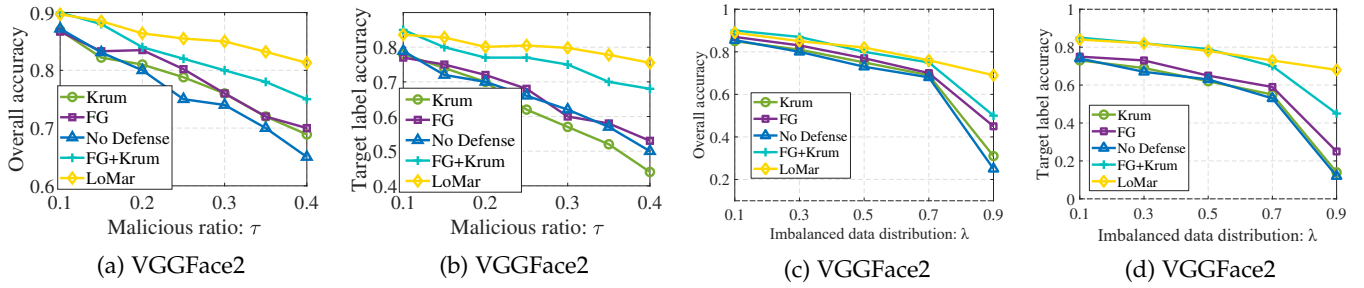 Overall accuracy
0.9
0.8
0.7
0.6
Krum
FG
No Defense
FG+Krum
LoMar
0.1 0.2 0.3 0.4
Malicious ratio: τ
(a) VGGFace2
Target label accuracy
0.8
0.7
0.6
0.5
0.4
Krum
FG
No Defense
FG+Krum
LoMar
0.1 0.2 0.3 0.4
Malicious ratio: τ
(b) VGGFace2
Overall accuracy
1
0.8
0.6
0.4
0.2
Krum
FG
No Defense
FG+Krum
LoMar
0.1 0.3 0.5 0.7 0.9
Imbalanced data distribution: λ
(c) VGGFace2
Target label accuracy
1
0.8
0.6
0.4
0.2
0
Krum
FG
No Defense
FG+Krum
LoMar
0.1 0.3 0.5 0.7 0.9
Imbalanced data distribution: λ
(d) VGGFace2